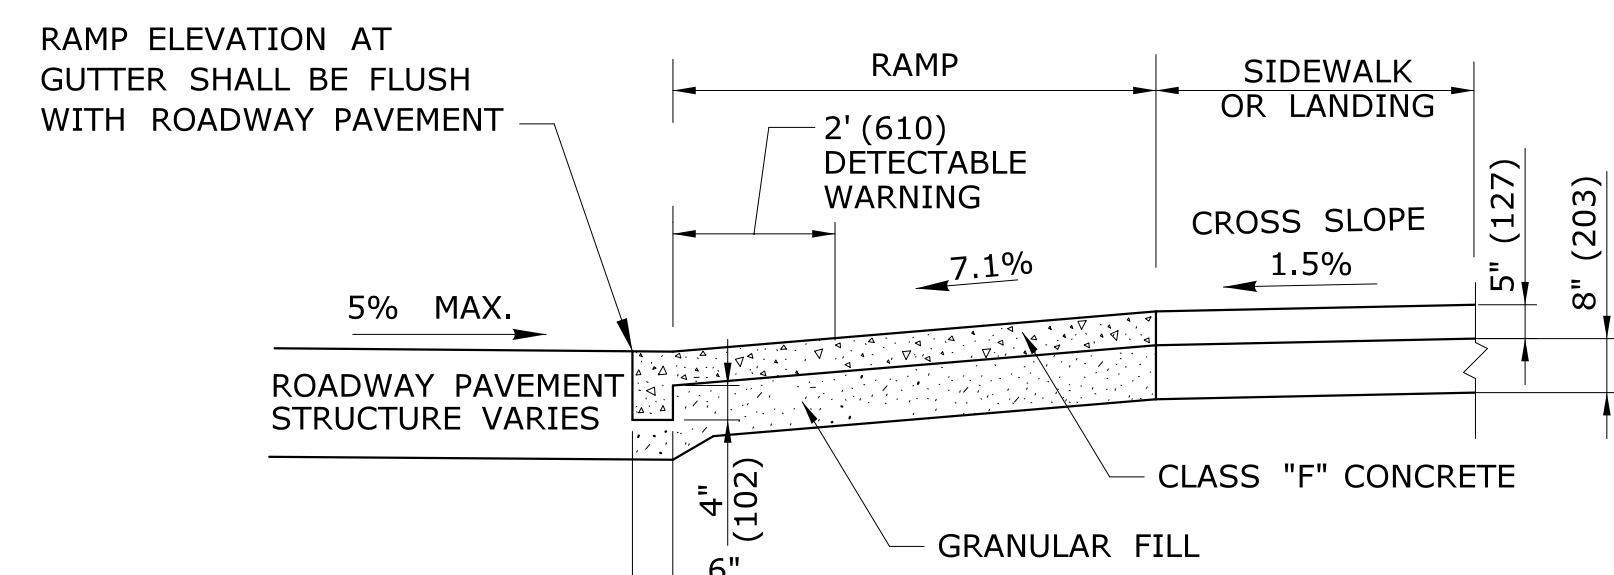 RAMP ELEVATION AT
GUTTER SHALL BE FLUSH
WITH ROADWAY PAVEMENT
RAMP
SIDEWALK
OR LANDING
2' (610)
DETECTABLE
WARNING
CROSS SLOPE
1.5%
7.1%
5" (127)
8" (203)
5% MAX.
ROADWAY PAVEMENT
STRUCTURE VARIES
4"
(102)
6"
CLASS "F" CONCRETE
GRANULAR FILL